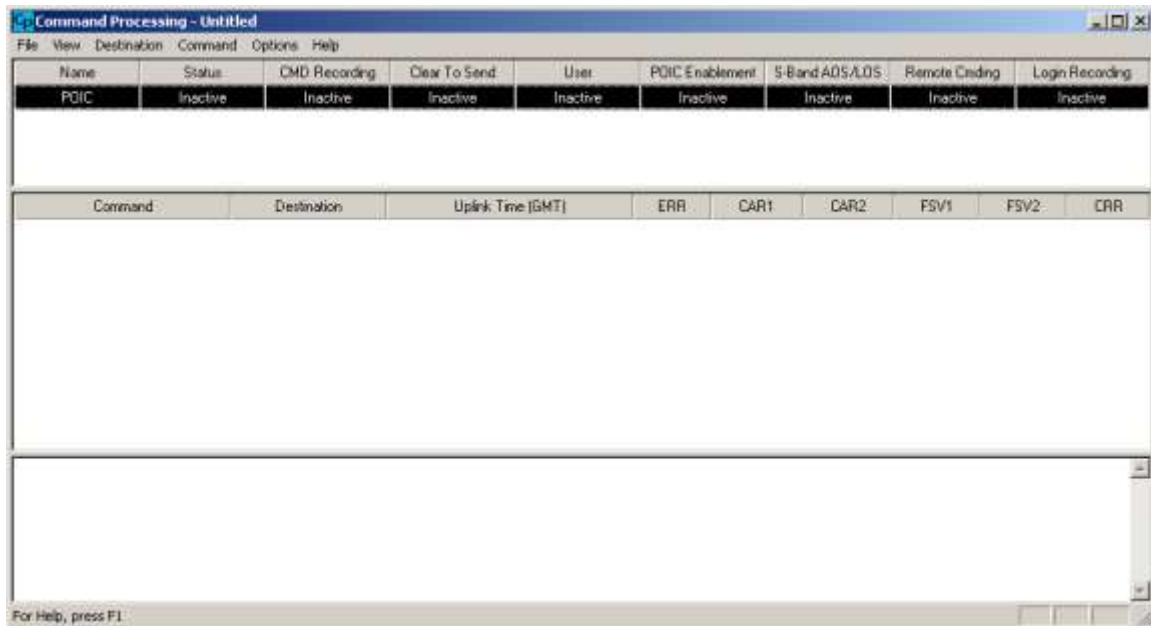 Cp Command Processing - Untitled
File View Destination Command Options Help
Name Status CMD Recording Clear To Send User POIC Enablement S-Band AOS/LOS Remote Cmding Login Recording
POIC Inactive Inactive Inactive Inactive Inactive Inactive Inactive Inactive
Command Destination Uplink Time (GMT) ERR CAR1 CAR2 FSV1 FSV2 CRR
For Help, press F1